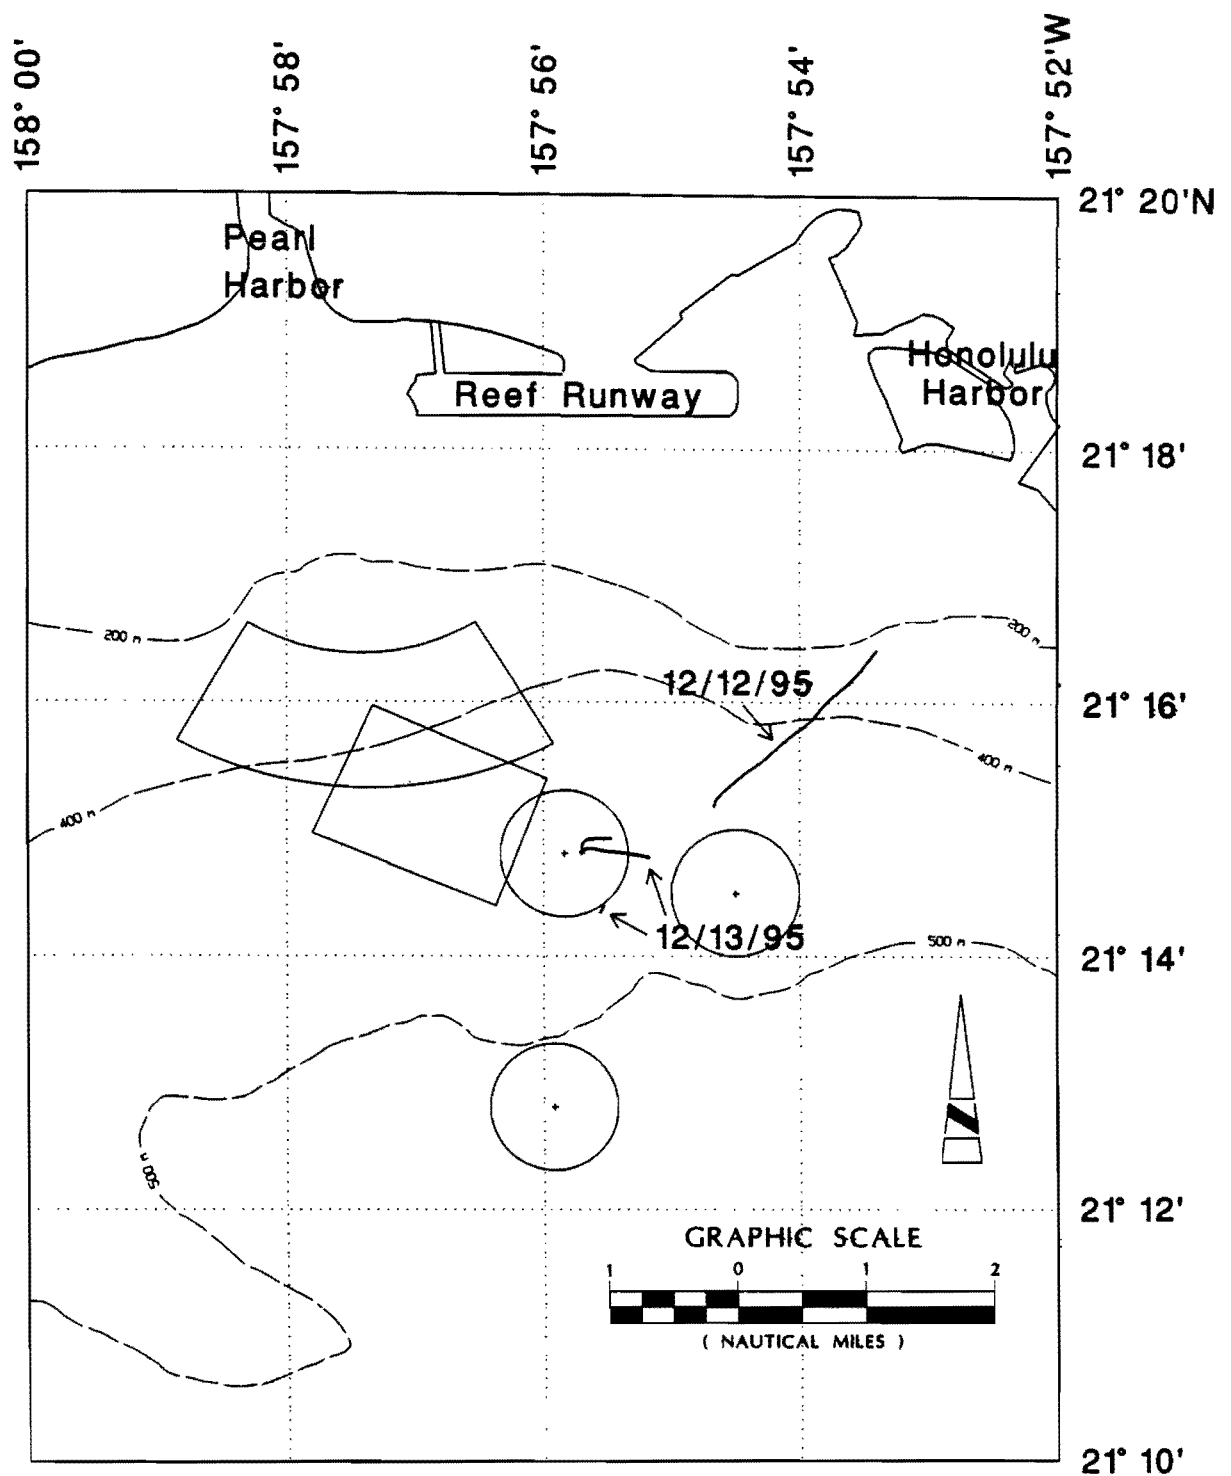 158° 00'
157° 58'
157° 56'
157° 54'
157° 52'W
21° 20'N
Pearl
Harbor
Honolulu
Harbor
Reef Runway
21° 18'
200 m
200 m
12/12/95
21° 16'
400 m
400 m
12/13/95
500 m
21° 14'
500 m
21° 12'
GRAPHIC SCALE
1 0 1 2
( NAUTICAL MILES )
21° 10'